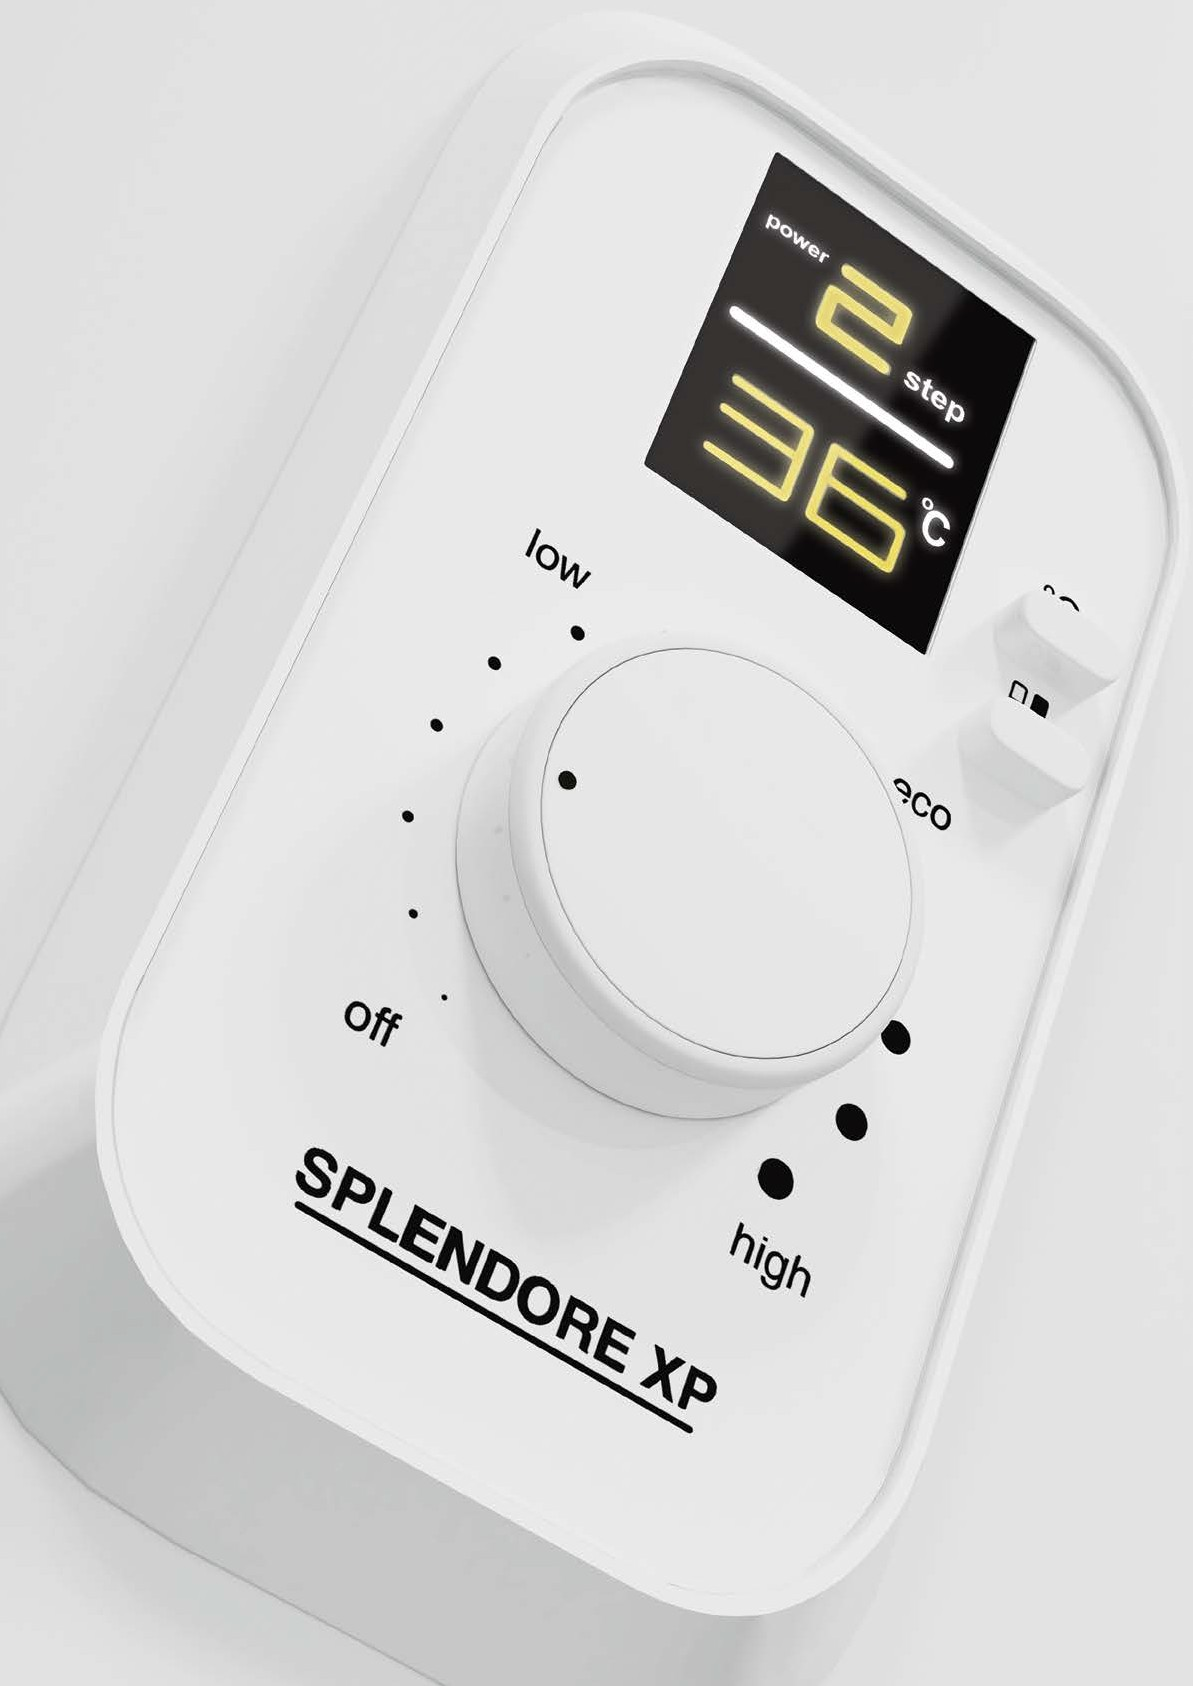 power 2 step
36 °C
low
eco
off
high
SPLENDORE XP